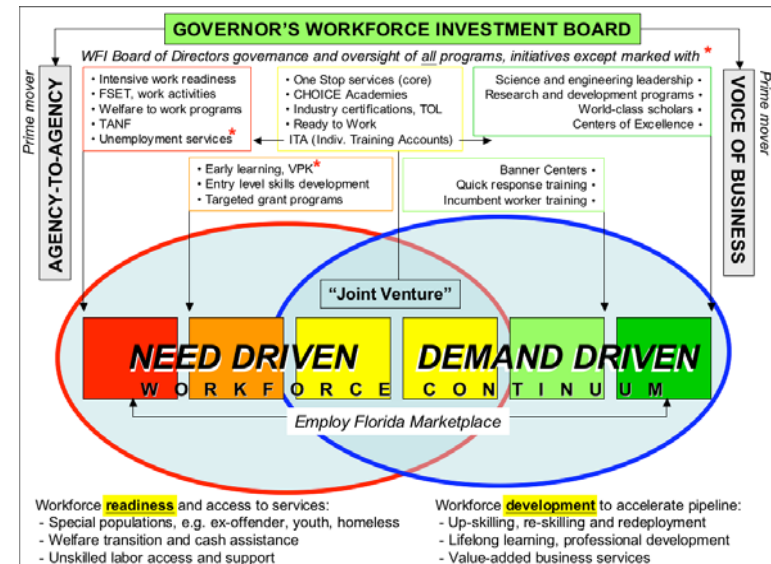 GOVERNOR'S WORKFORCE INVESTMENT BOARD
WFI Board of Directors governance and oversight of all programs, initiatives except marked with *
Prime mover
AGENCY-TO-AGENCY
• Intensive work readiness
• FSET, work activities
• Welfare to work programs
• TANF
• Unemployment services*
• One Stop services (core)
• CHOICE Academies
• Industry certifications, TOL
• Ready to Work
ITA (Indiv. Training Accounts)
Science and engineering leadership •
Research and development programs •
World-class scholars •
Centers of Excellence •
VOICE OF BUSINESS
Prime mover
• Early learning, VPK*
• Entry level skills development
• Targeted grant programs
Banner Centers •
Quick response training •
Incumbent worker training •
"Joint Venture"
NEED DRIVEN DEMAND DRIVEN
WORKFORCE CONTINUUM
Employ Florida Marketplace
Workforce readiness and access to services:
- Special populations, e.g. ex-offender, youth, homeless
- Welfare transition and cash assistance
- Unskilled labor access and support
Workforce development to accelerate pipeline:
- Up-skilling, re-skilling and redeployment
- Lifelong learning, professional development
- Value-added business services